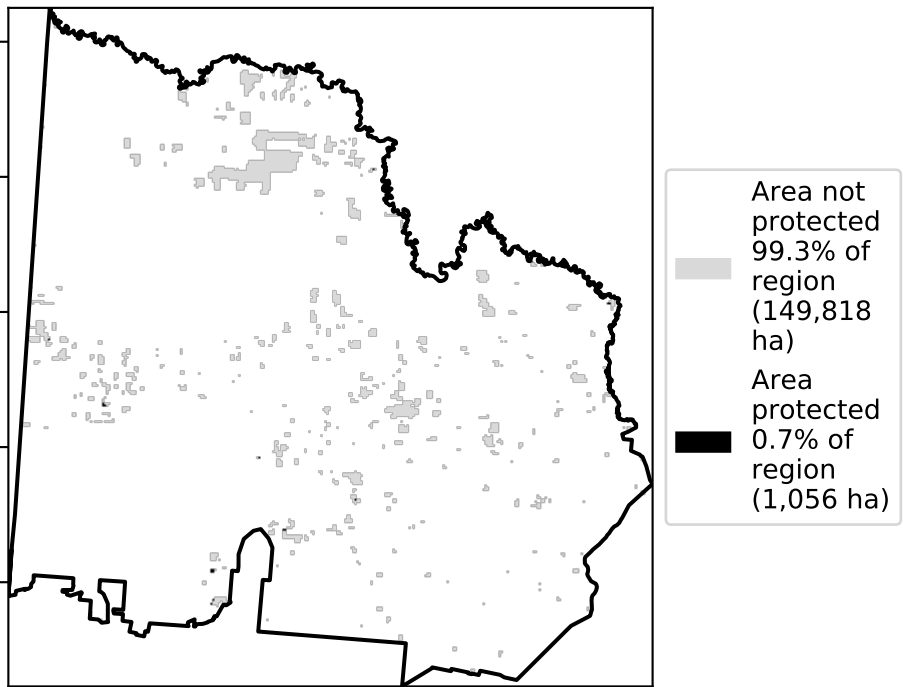 Area not
protected
99.3% of
region
(149,818
ha)
Area
protected
0.7% of
region
(1,056 ha)